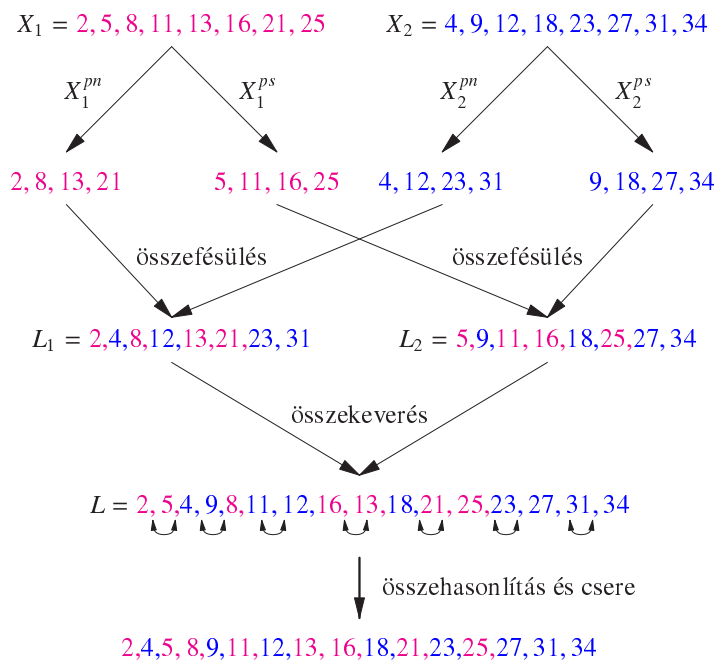 X₁ = 2, 5, 8, 11, 13, 16, 21, 25 X₂ = 4, 9, 12, 18, 23, 27, 31, 34
X₁ᵖⁿ X₁ᵖˢ X₂ᵖⁿ X₂ᵖˢ
2, 8, 13, 21 5, 11, 16, 25 4, 12, 23, 31 9, 18, 27, 34
összefésülés összefésülés
L₁ = 2,4,8,12,13,21,23, 31 L₂ = 5,9,11, 16,18,25,27, 34
összekeverés
L = 2, 5,4, 9,8,11, 12,16, 13,18,21, 25,23, 27, 31, 34
összehasonlítás és csere
2,4,5, 8,9,11,12,13, 16,18,21,23,25,27, 31, 34